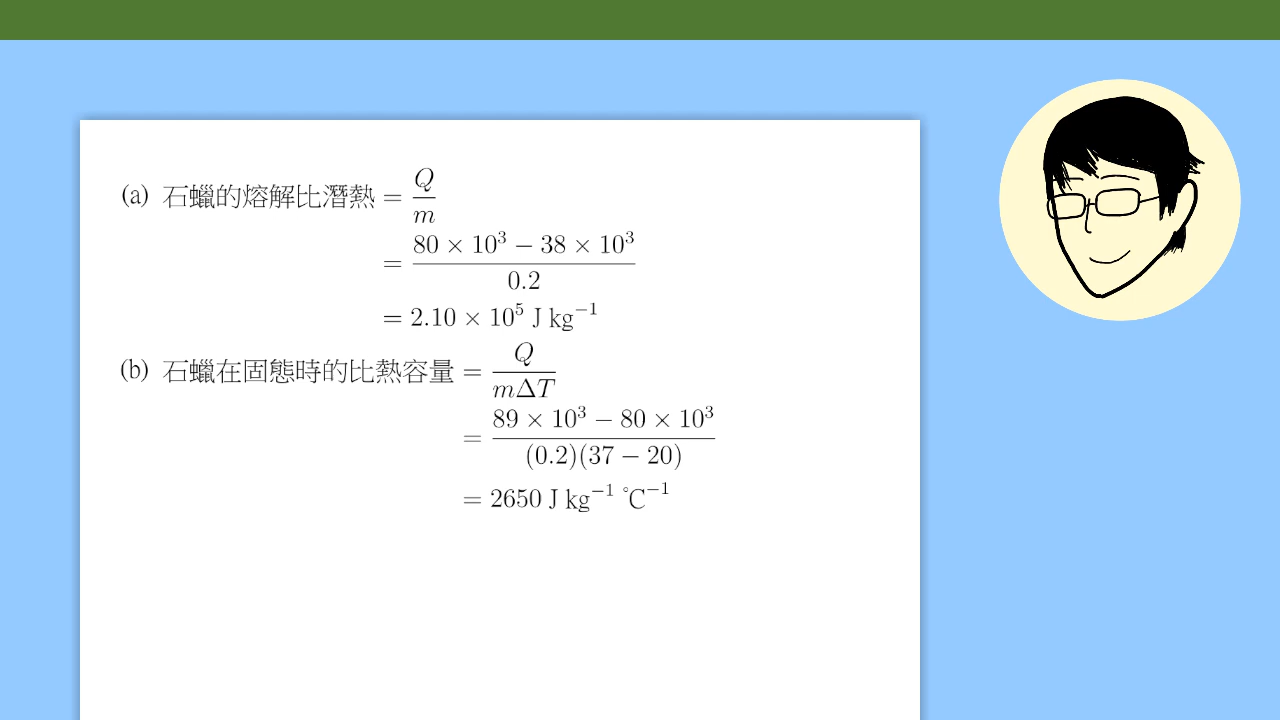 (a) 石蠟的熔解比潛熱 = Q/m
= (80 × 10³ − 38 × 10³)/0.2
= 2.10 × 10⁵ J kg⁻¹
(b) 石蠟在固態時的比熱容量 = Q/(mΔT)
= (89 × 10³ − 80 × 10³)/((0.2)(37 − 20))
= 2650 J kg⁻¹ °C⁻¹